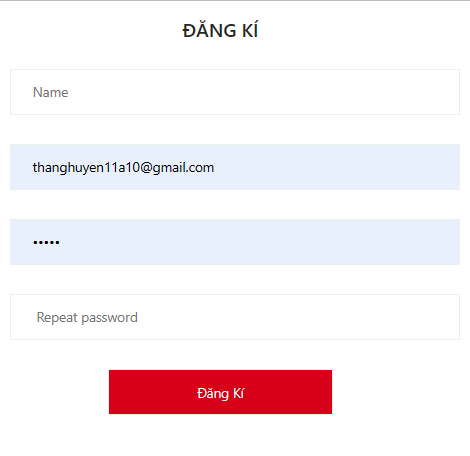 ĐĂNG KÍ
Name
thanghuyen11a10@gmail.com
•••••
Repeat password
Đăng Kí